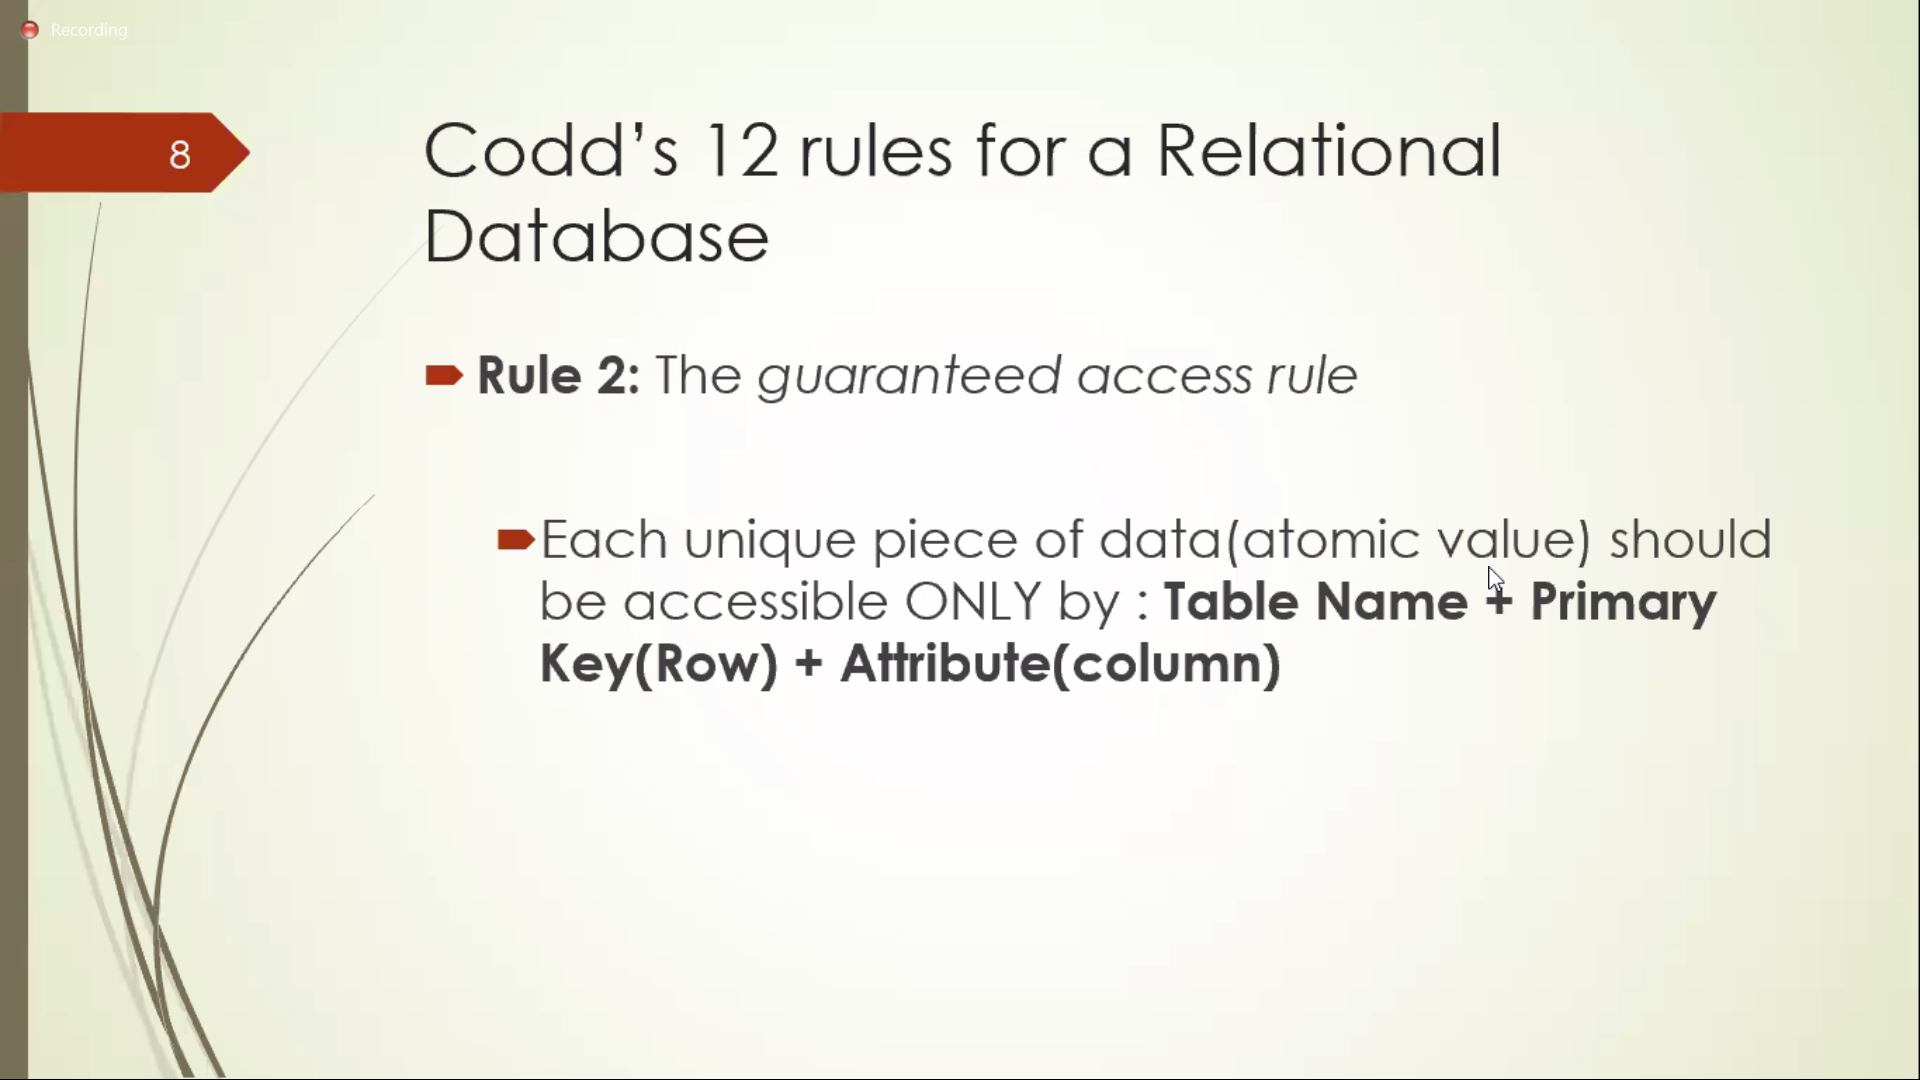 Recording
8
Codd’s 12 rules for a Relational
Database
Rule 2: The guaranteed access rule
Each unique piece of data(atomic value) should
be accessible ONLY by : Table Name + Primary
Key(Row) + Attribute(column)